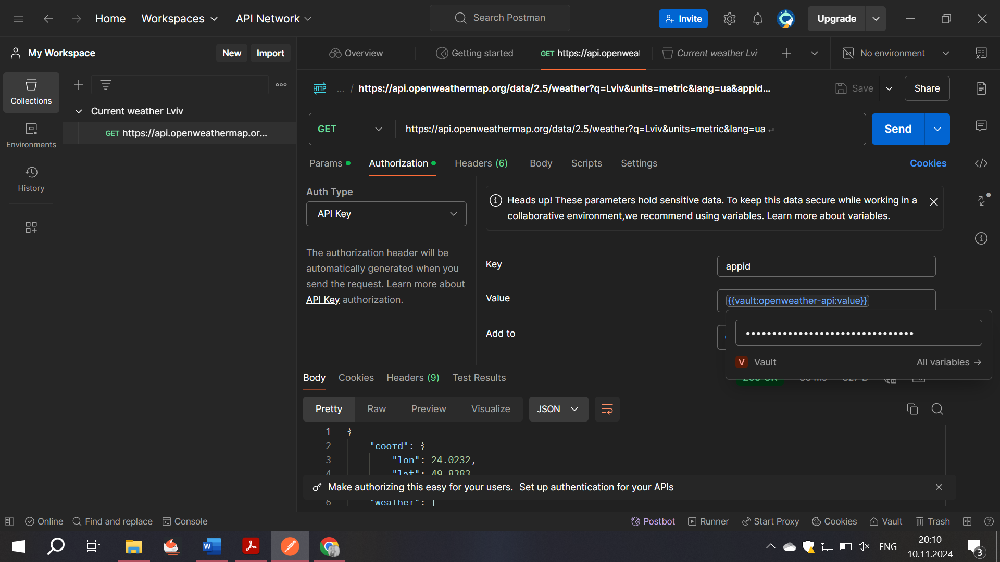 Home
Workspaces
API Network
Search Postman
Invite
Upgrade
My Workspace
New
Import
Overview
Getting started
GET https://api.openweat
Current weather Lvi
No environment
Collections
Environments
History
Current weather Lviv
GET https://api.openweathermap.or...
HTTP
... / https://api.openweathermap.org/data/2.5/weather?q=Lviv&units=metric&lang=ua&appid...
Save
Share
GET
https://api.openweathermap.org/data/2.5/weather?q=Lviv&units=metric&lang=ua
Send
Params
Authorization
Headers (6)
Body
Scripts
Settings
Cookies
Auth Type
API Key
The authorization header will be
automatically generated when you
send the request. Learn more about
API Key authorization.
Heads up! These parameters hold sensitive data. To keep this data secure while working in a
collaborative environment,we recommend using variables. Learn more about variables.
Key
appid
Value
{{vault:openweather-api:value}}
Add to
••••••••••••••••••••••••••••••••
V Vault
All variables →
Body
Cookies
Headers (9)
Test Results
Pretty
Raw
Preview
Visualize
JSON
1 {
2 "coord": {
3 "lon": 24.0232,
4 "lat": 49.8383
Make authorizing this easy for your users. Set up authentication for your APIs
6 "weather": [
Online
Find and replace
Console
Postbot
Runner
Start Proxy
Cookies
Vault
Trash
W
ENG
20:10
10.11.2024
3